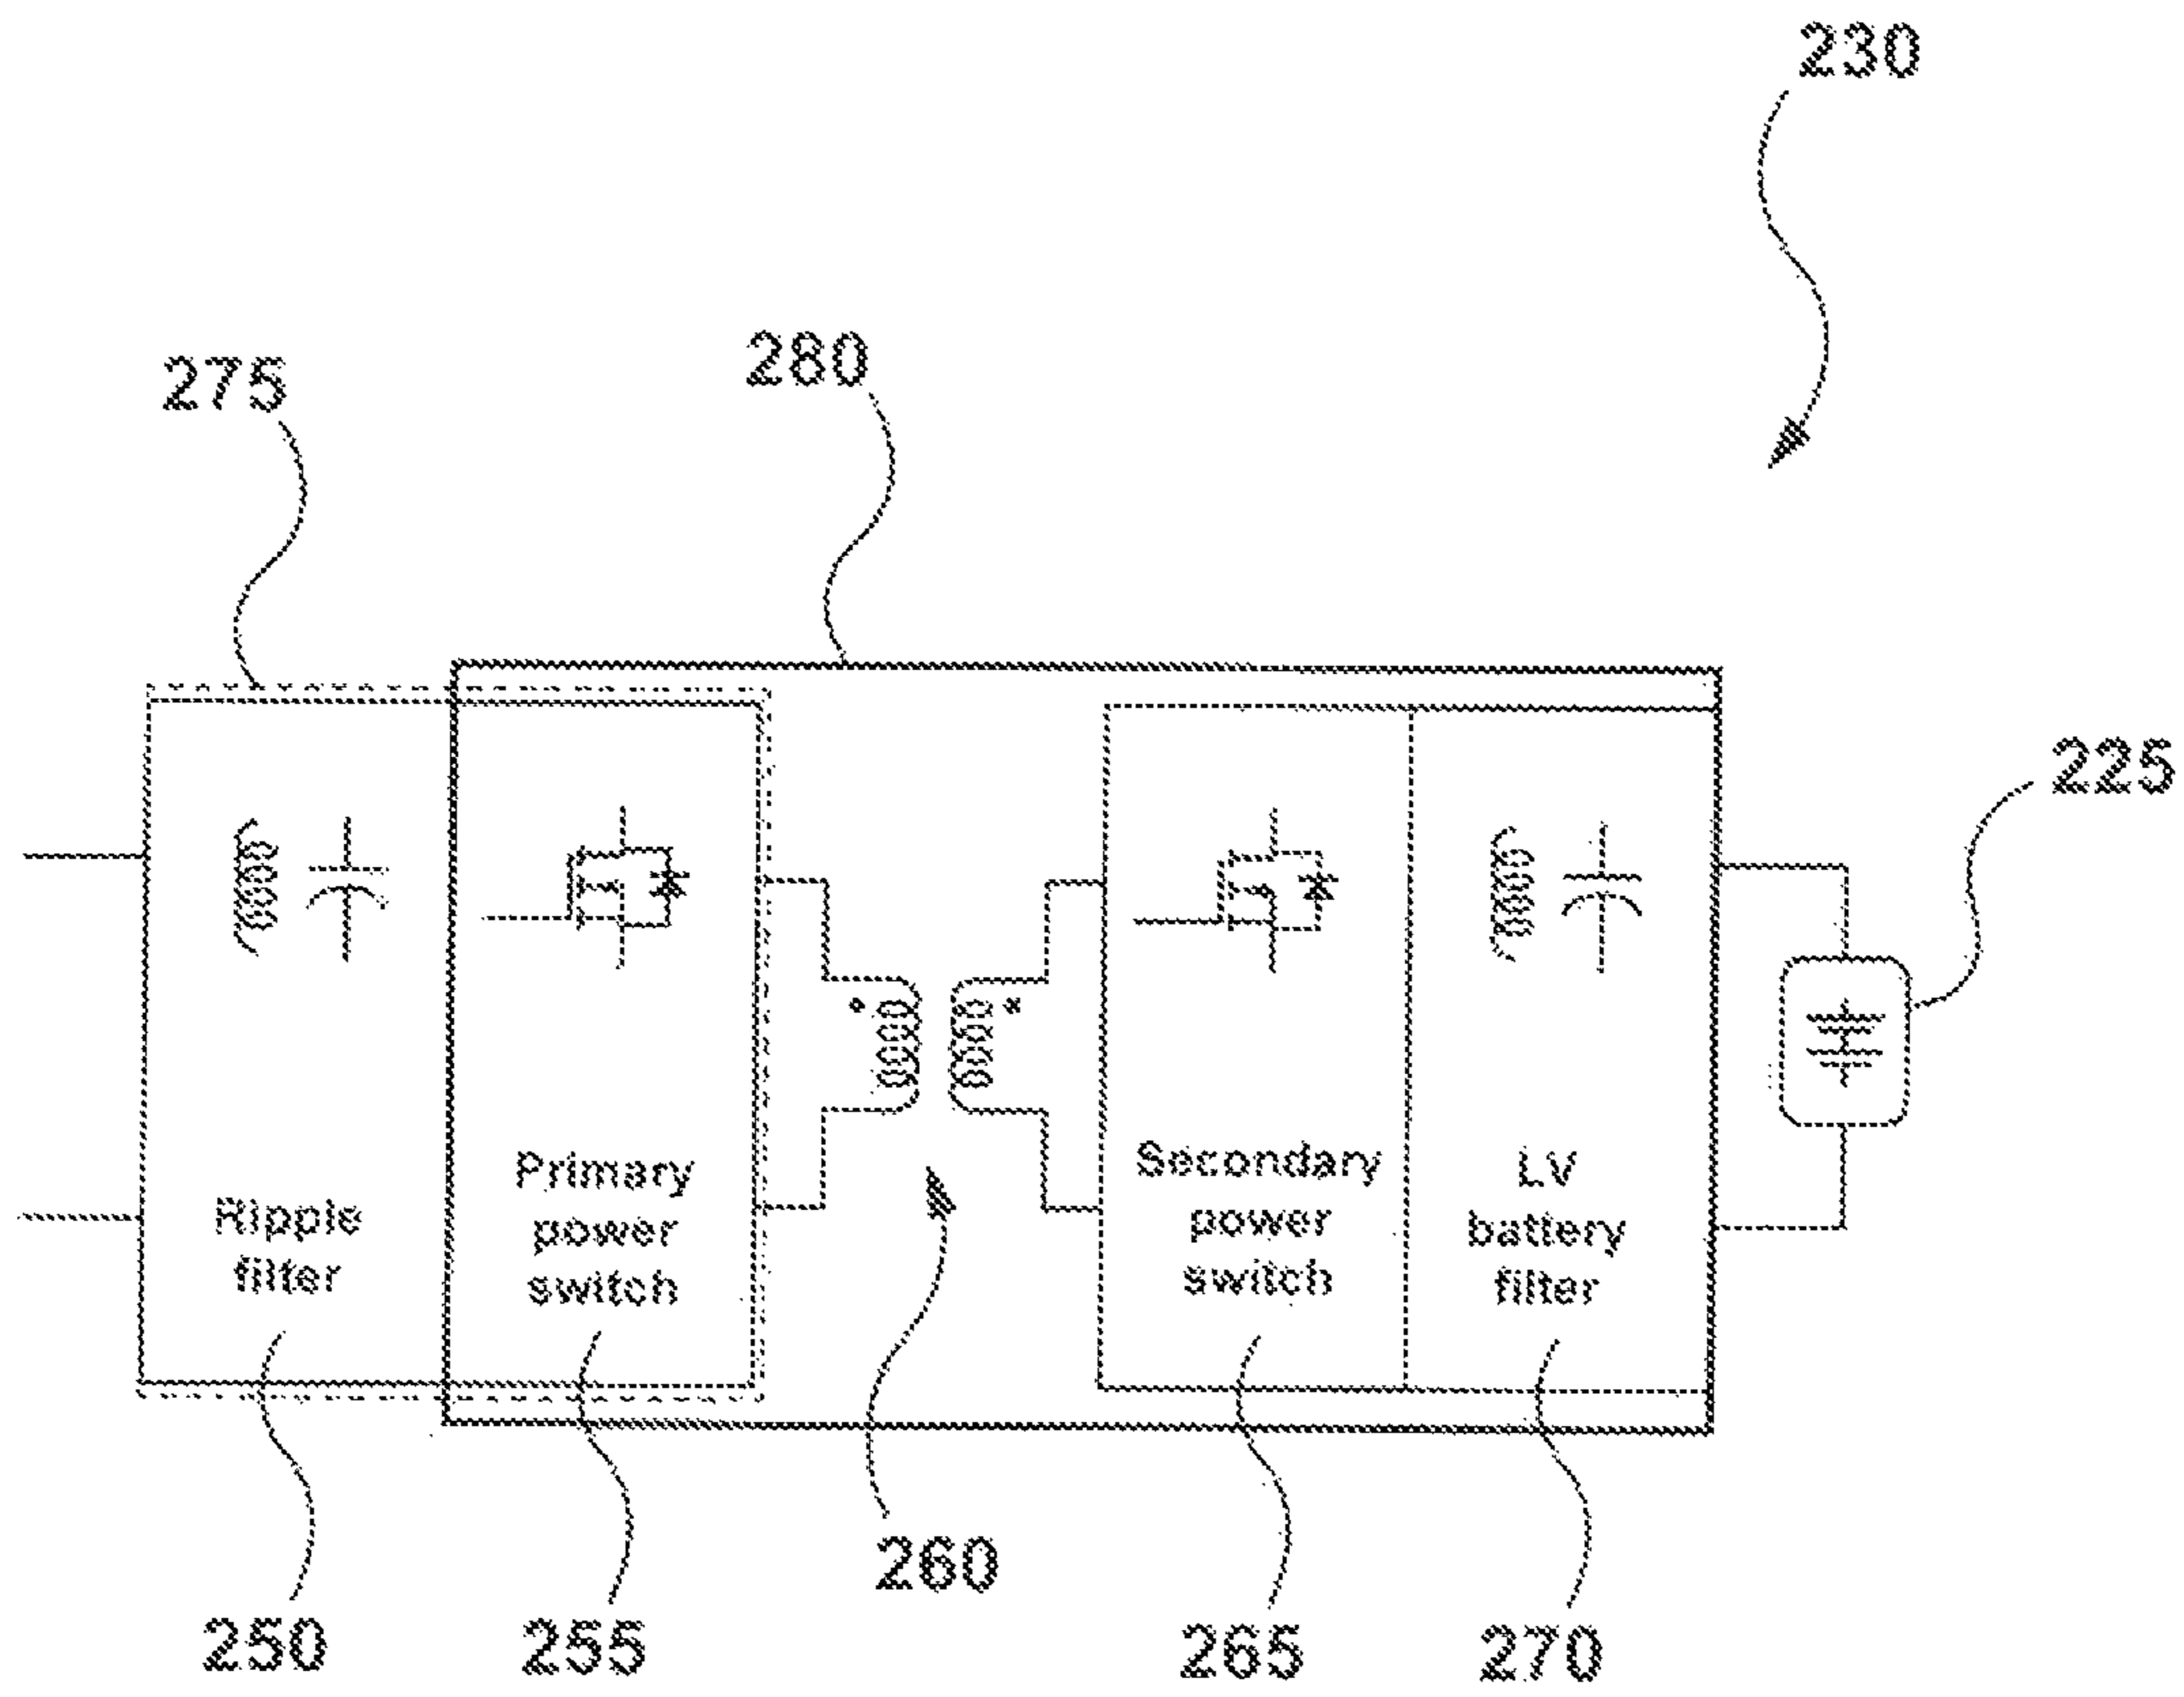 230
280
275
225
Ripple
filter
Primary
power
switch
Secondary
power
switch
LV
battery
filter
260
250
255
265
270